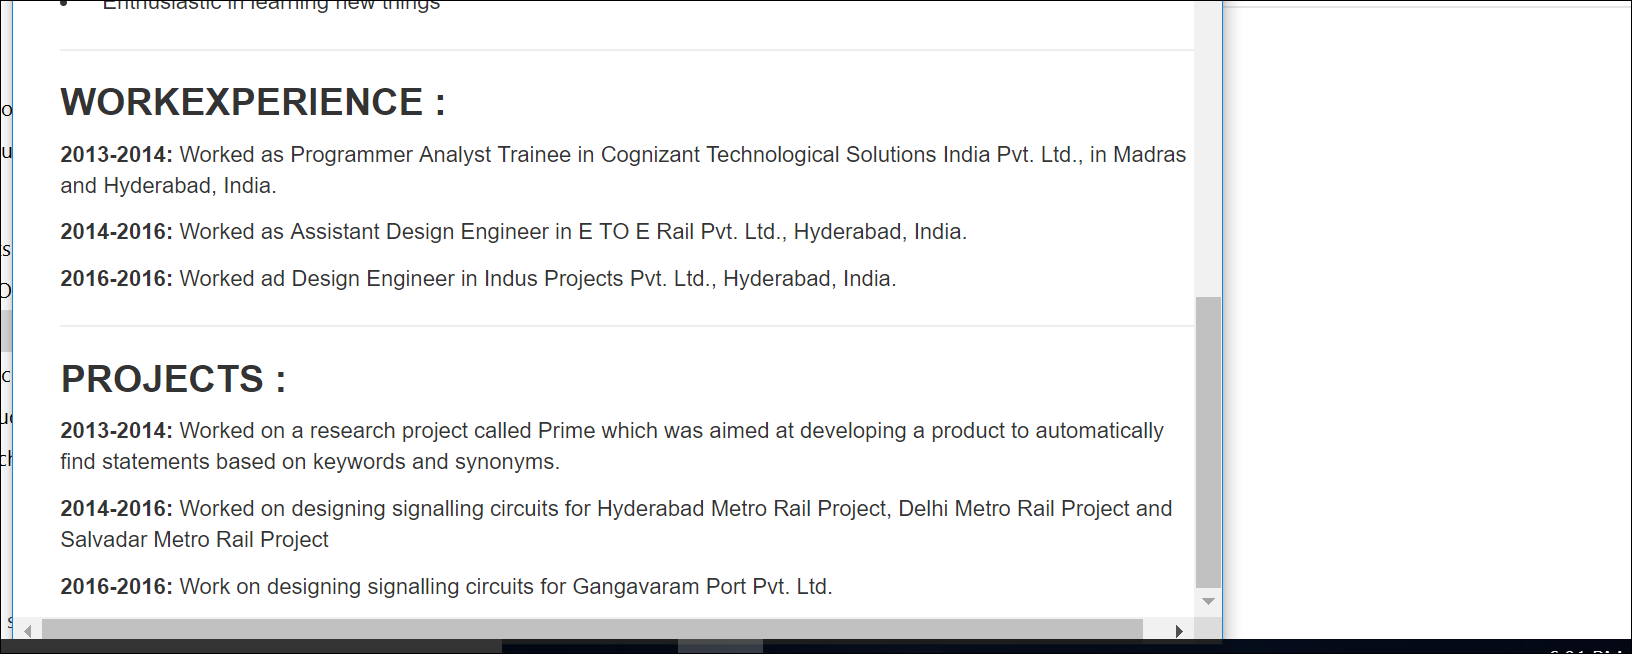 Enthusiastic in learning new things
WORKEXPERIENCE :
2013-2014: Worked as Programmer Analyst Trainee in Cognizant Technological Solutions India Pvt. Ltd., in Madras
and Hyderabad, India.
2014-2016: Worked as Assistant Design Engineer in E TO E Rail Pvt. Ltd., Hyderabad, India.
2016-2016: Worked ad Design Engineer in Indus Projects Pvt. Ltd., Hyderabad, India.
PROJECTS :
2013-2014: Worked on a research project called Prime which was aimed at developing a product to automatically
find statements based on keywords and synonyms.
2014-2016: Worked on designing signalling circuits for Hyderabad Metro Rail Project, Delhi Metro Rail Project and
Salvadar Metro Rail Project
2016-2016: Work on designing signalling circuits for Gangavaram Port Pvt. Ltd.